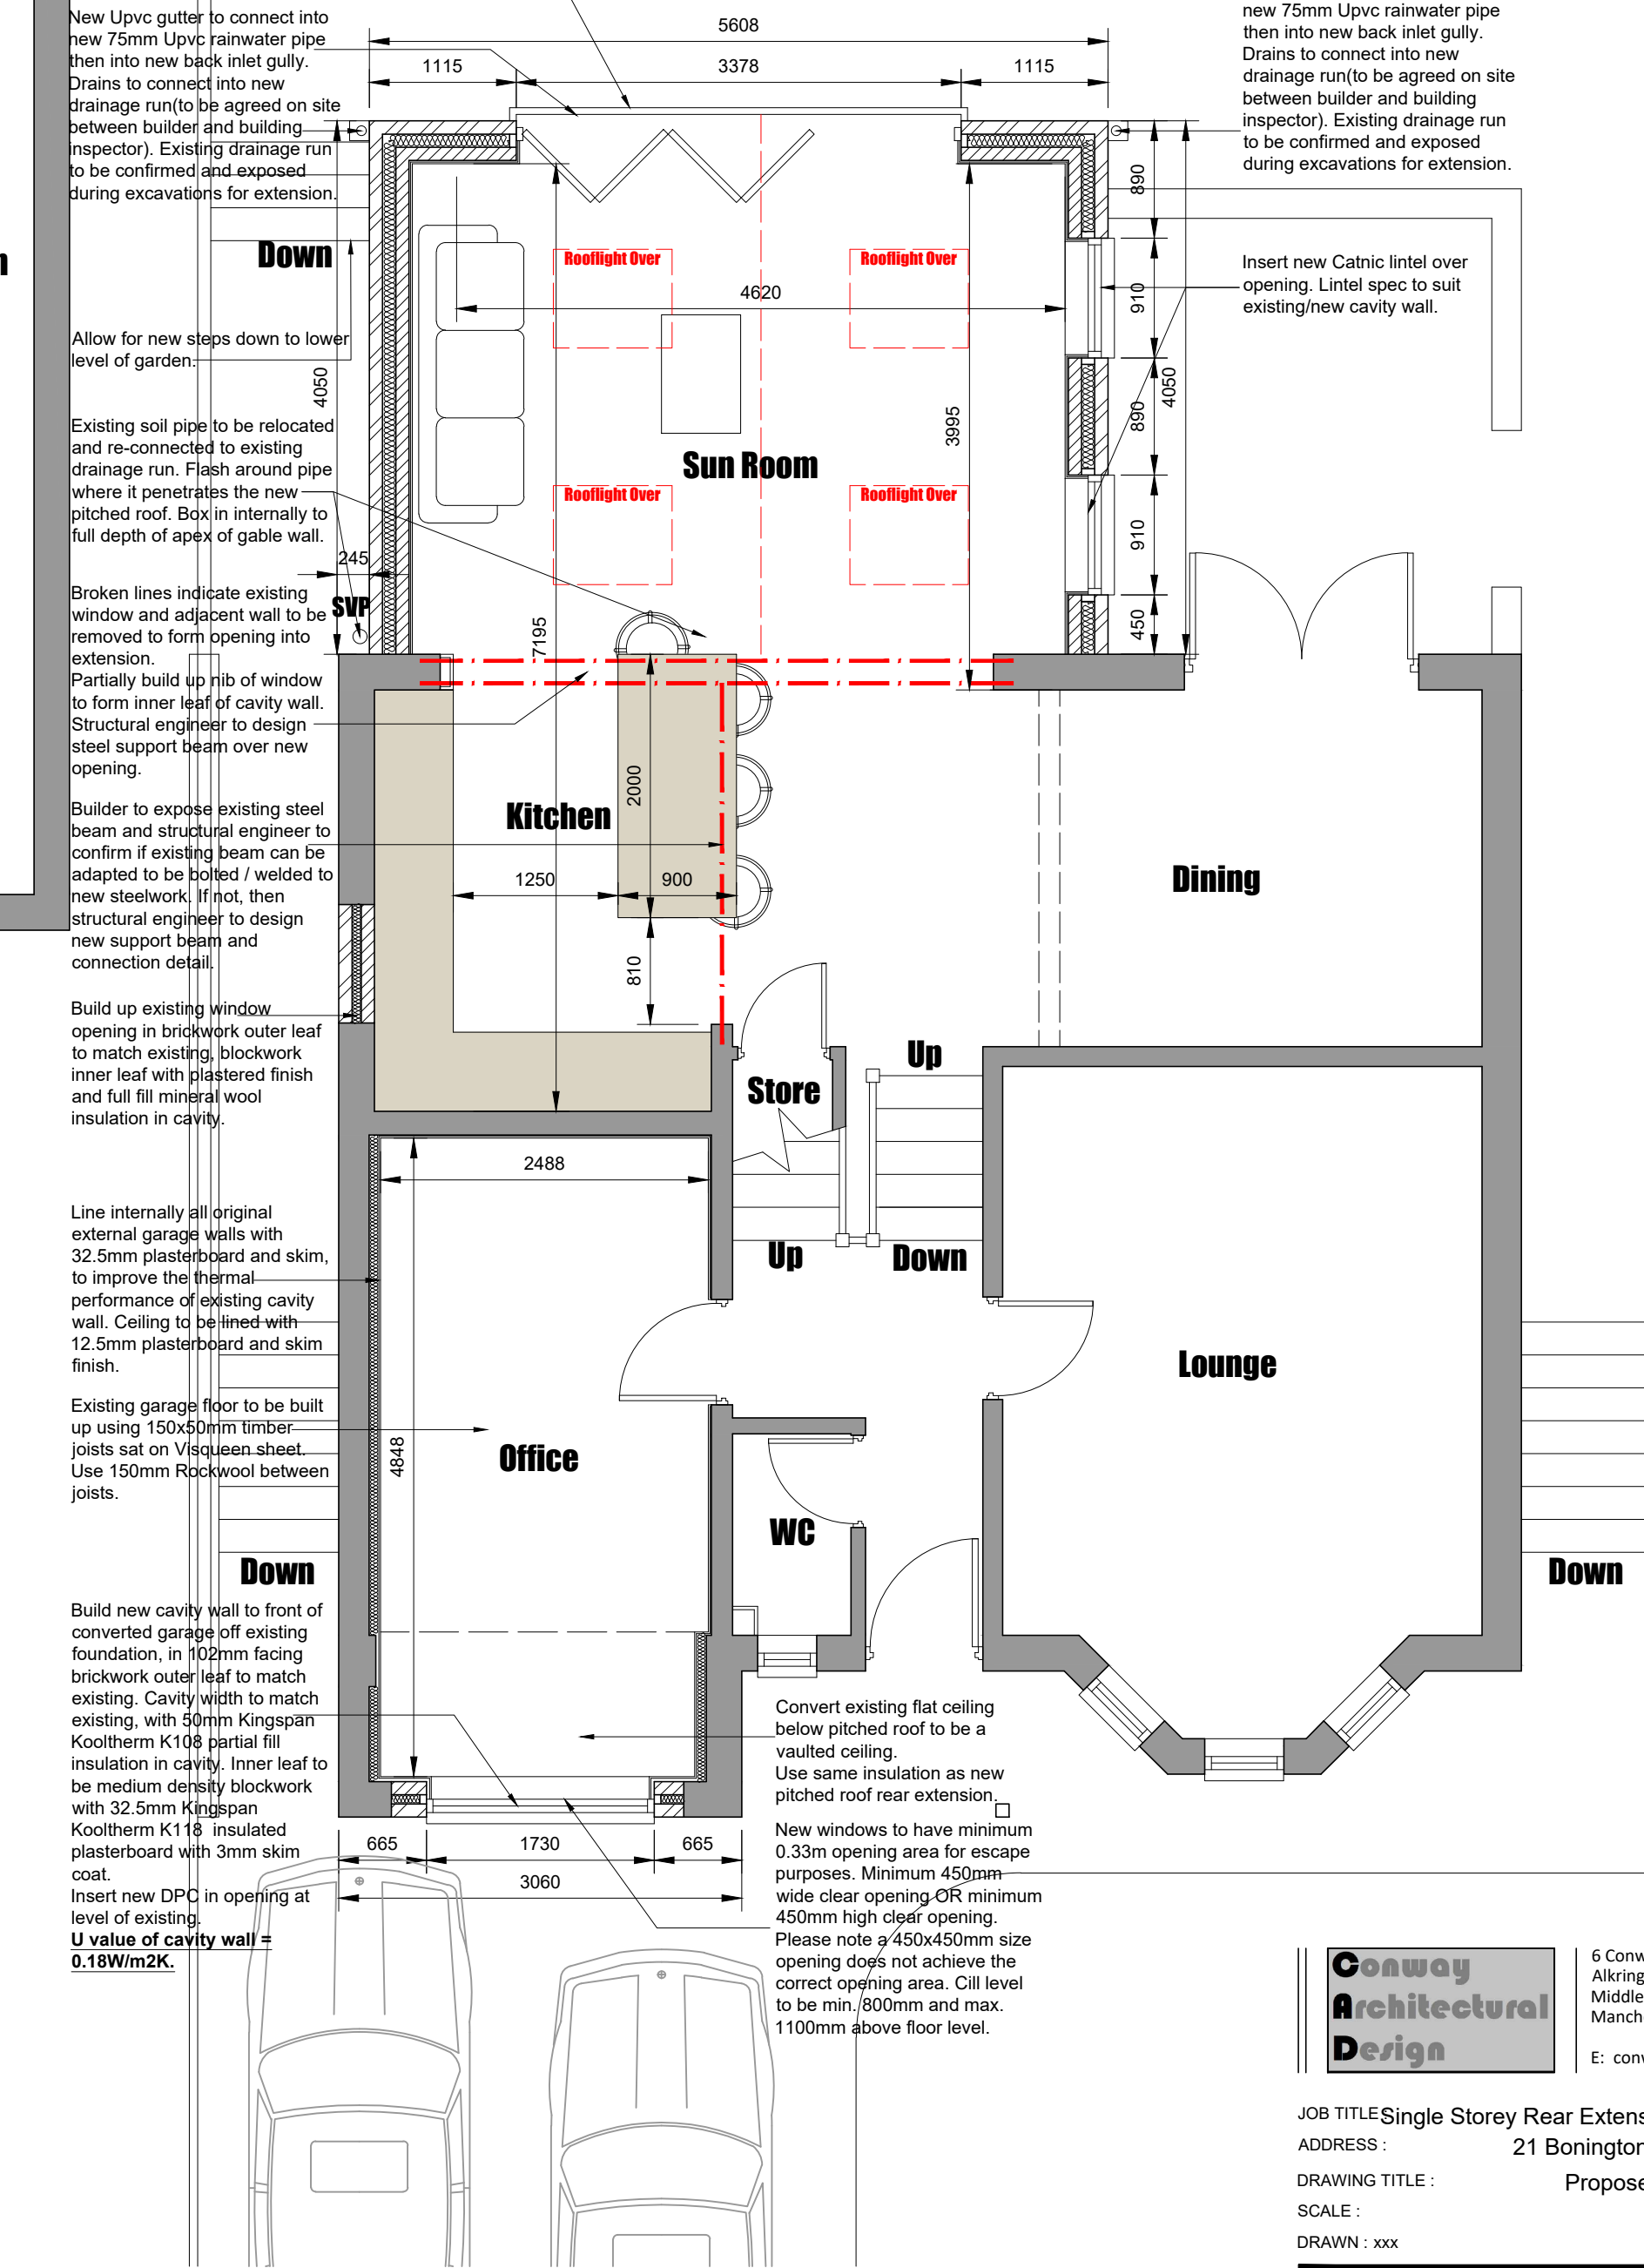 New Upvc gutter to connect into
new 75mm Upvc rainwater pipe
then into new back inlet gully.
Drains to connect into new
drainage run(to be agreed on site
between builder and building
inspector). Existing drainage run
to be confirmed and exposed
during excavations for extension.
5608
1115
3378
1115
new 75mm Upvc rainwater pipe
then into new back inlet gully.
Drains to connect into new
drainage run(to be agreed on site
between builder and building
inspector). Existing drainage run
to be confirmed and exposed
during excavations for extension.
Down
890
Rooflight Over
Rooflight Over
4620
910
Insert new Catnic lintel over
opening. Lintel spec to suit
existing/new cavity wall.
Allow for new steps down to lower
level of garden.
4050
890
4050
3995
Existing soil pipe to be relocated
and re-connected to existing
drainage run. Flash around pipe
where it penetrates the new
pitched roof. Box in internally to
full depth of apex of gable wall.
Sun Room
Rooflight Over
Rooflight Over
910
245
SVP
450
7195
Broken lines indicate existing
window and adjacent wall to be
removed to form opening into
extension.
Partially build up nib of window
to form inner leaf of cavity wall.
Structural engineer to design
steel support beam over new
opening.
2000
Kitchen
Builder to expose existing steel
beam and structural engineer to
confirm if existing beam can be
adapted to be bolted / welded to
new steelwork. If not, then
structural engineer to design
new support beam and
connection detail.
1250
900
Dining
810
Build up existing window
opening in brickwork outer leaf
to match existing, blockwork
inner leaf with plastered finish
and full fill mineral wool
insulation in cavity.
Up
Store
2488
Line internally all original
external garage walls with
32.5mm plasterboard and skim,
to improve the thermal
performance of existing cavity
wall. Ceiling to be lined with
12.5mm plasterboard and skim
finish.
Up
Down
Lounge
Existing garage floor to be built
up using 150x50mm timber
joists sat on Visqueen sheet.
Use 150mm Rockwool between
joists.
4848
Office
WC
Down
Down
Build new cavity wall to front of
converted garage off existing
foundation, in 102mm facing
brickwork outer leaf to match
existing. Cavity width to match
existing, with 50mm Kingspan
Kooltherm K108 partial fill
insulation in cavity. Inner leaf to
be medium density blockwork
with 32.5mm Kingspan
Kooltherm K118 insulated
plasterboard with 3mm skim
coat.
Insert new DPC in opening at
level of existing.
U value of cavity wall =
0.18W/m2K.
Convert existing flat ceiling
below pitched roof to be a
vaulted ceiling.
Use same insulation as new
pitched roof rear extension.
665
1730
665
3060
New windows to have minimum
0.33m opening area for escape
purposes. Minimum 450mm
wide clear opening OR minimum
450mm high clear opening.
Please note a 450x450mm size
opening does not achieve the
correct opening area. Cill level
to be min. 800mm and max.
1100mm above floor level.
Conway
Architectural
Design
6 Conw
Alkring
Middle
Manch
E: conw
JOB TITLE: Single Storey Rear Extens
ADDRESS : 21 Bonington
DRAWING TITLE : Propose
SCALE :
DRAWN : xxx